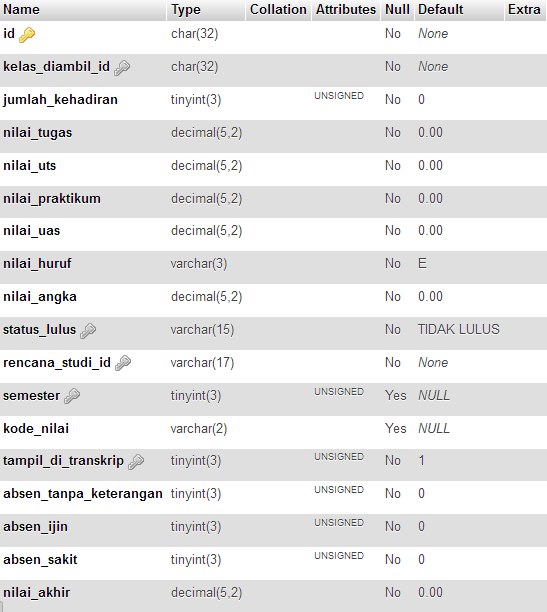 Name Type Collation Attributes Null Default Extra
id char(32) No None
kelas_diambil_id char(32) No None
jumlah_kehadiran tinyint(3) UNSIGNED No 0
nilai_tugas decimal(5,2) No 0.00
nilai_uts decimal(5,2) No 0.00
nilai_praktikum decimal(5,2) No 0.00
nilai_uas decimal(5,2) No 0.00
nilai_huruf varchar(3) No E
nilai_angka decimal(5,2) No 0.00
status_lulus varchar(15) No TIDAK LULUS
rencana_studi_id varchar(17) No None
semester tinyint(3) UNSIGNED Yes NULL
kode_nilai varchar(2) Yes NULL
tampil_di_transkrip tinyint(3) UNSIGNED No 1
absen_tanpa_keterangan tinyint(3) UNSIGNED No 0
absen_ijin tinyint(3) UNSIGNED No 0
absen_sakit tinyint(3) UNSIGNED No 0
nilai_akhir decimal(5,2) No 0.00